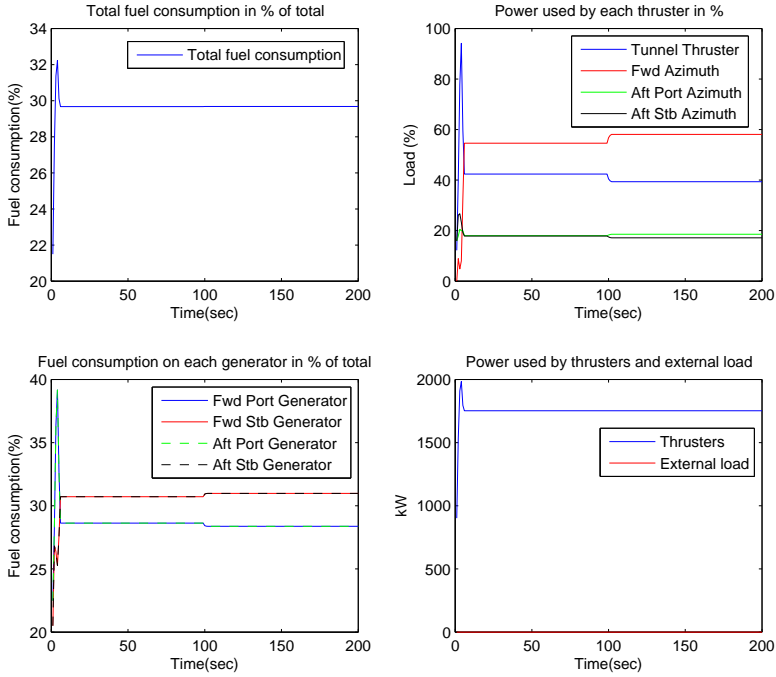 Total fuel consumption in % of total
Fuel consumption(%)
34
32
30
28
26
24
22
20
Total fuel consumption
0
50
100
150
200
Time(sec)
Power used by each thruster in %
Load (%)
100
80
60
40
20
0
Tunnel Thruster
Fwd Azimuth
Aft Port Azimuth
Aft Stb Azimuth
0
50
100
150
200
Time(sec)
Fuel consumption on each generator in % of total
Fuel consumption(%)
40
35
30
25
20
Fwd Port Generator
Fwd Stb Generator
Aft Port Generator
Aft Stb Generator
0
50
100
150
200
Time(sec)
Power used by thrusters and external load
kW
2000
1500
1000
500
0
Thrusters
External load
0
50
100
150
200
Time(sec)